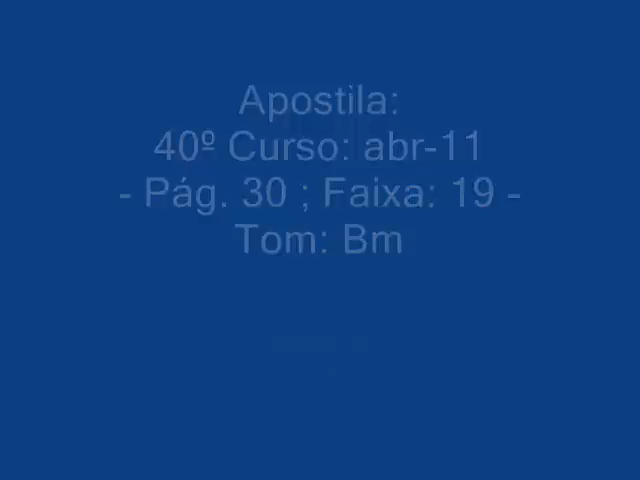 Apostila:
40º Curso: abr-11
- Pág. 30 ; Faixa: 19 -
Tom: Bm